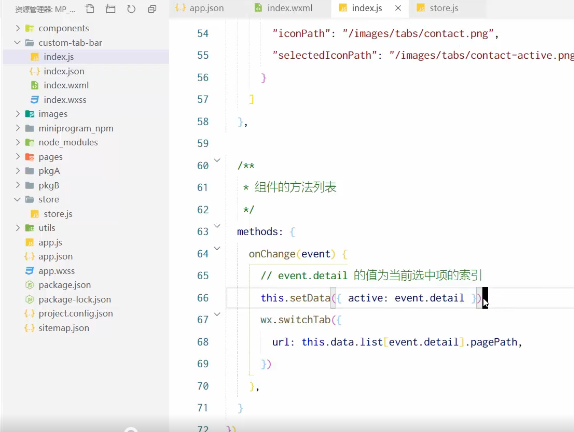 资源管理器: MP_...
components
custom-tab-bar
index.js
index.json
index.wxml
index.wxss
images
miniprogram_npm
node_modules
pages
pkgA
pkgB
store
store.js
utils
app.js
app.json
app.wxss
package.json
package-lock.json
project.config.json
sitemap.json
app.json index.wxml index.js store.js
54 "iconPath": "/images/tabs/contact.png",
55 "selectedIconPath": "/images/tabs/contact-active.png
56 }
57 ]
58 },
59
60 /**
61 * 组件的方法列表
62 */
63 methods: {
64 onChange(event) {
65 // event.detail 的值为当前选中项的索引
66 this.setData({ active: event.detail })
67 wx.switchTab({
68 url: this.data.list[event.detail].pagePath,
69 })
70 },
71 }
72 })